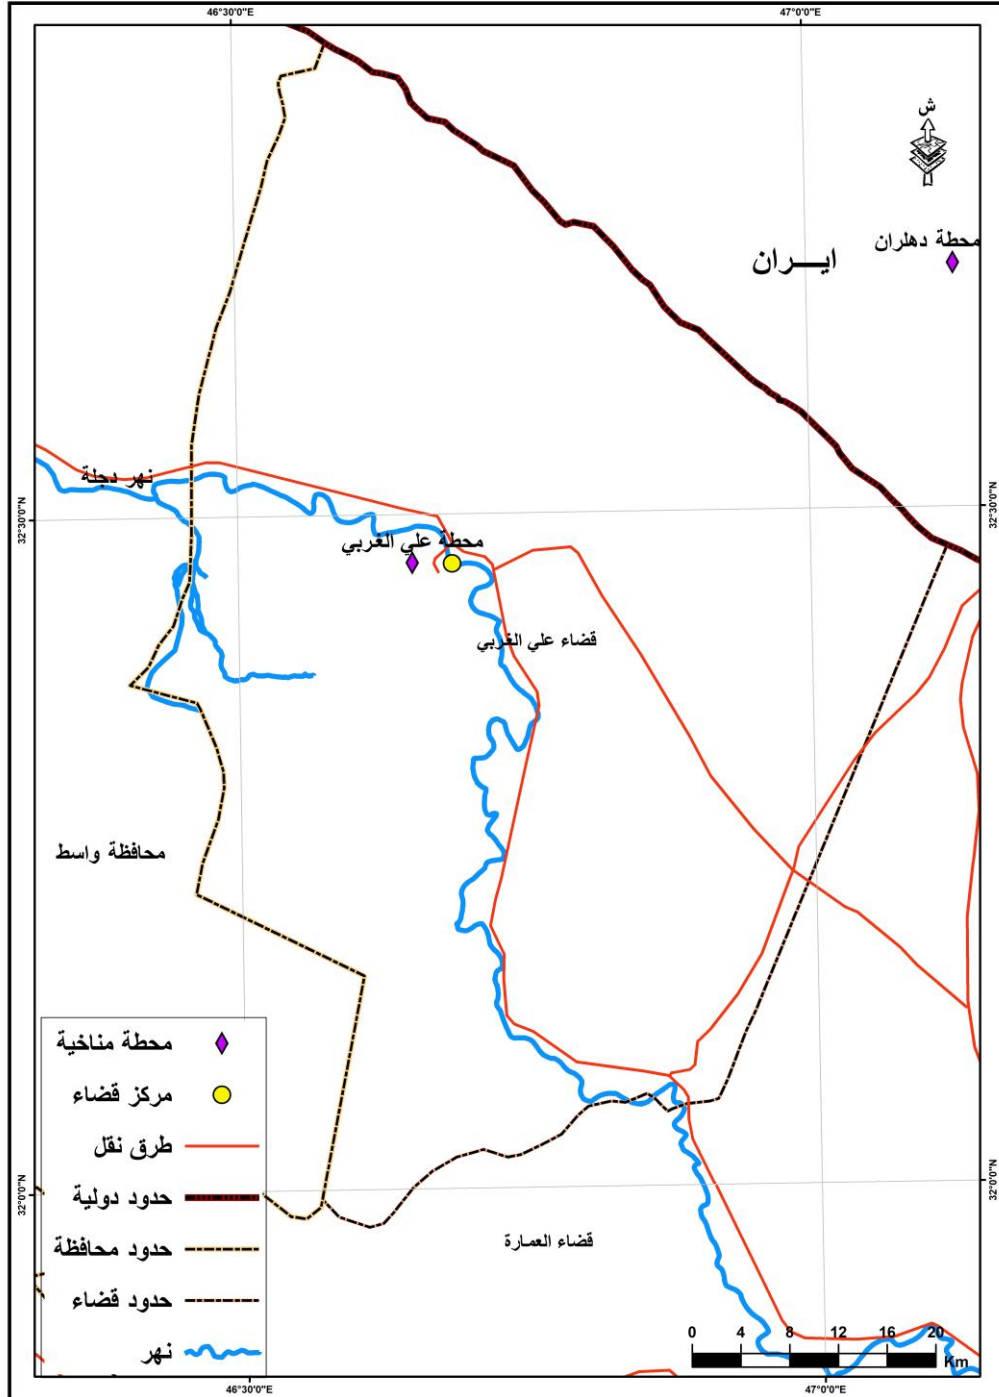 46°30'0"E
47°0'0"E
ش
محطة دهلران
ايـــران
نهر دجلة
32°30'0"N
32°30'0"N
محطة علي الغربي
قضاء علي الغربي
محافظة واسط
محطة مناخية
مركز قضاء
طرق نقل
حدود دولية
حدود محافظة
حدود قضاء
نهر
32°0'0"N
32°0'0"N
قضاء العمارة
0 4 8 12 16 20
Km
46°30'0"E
47°0'0"E